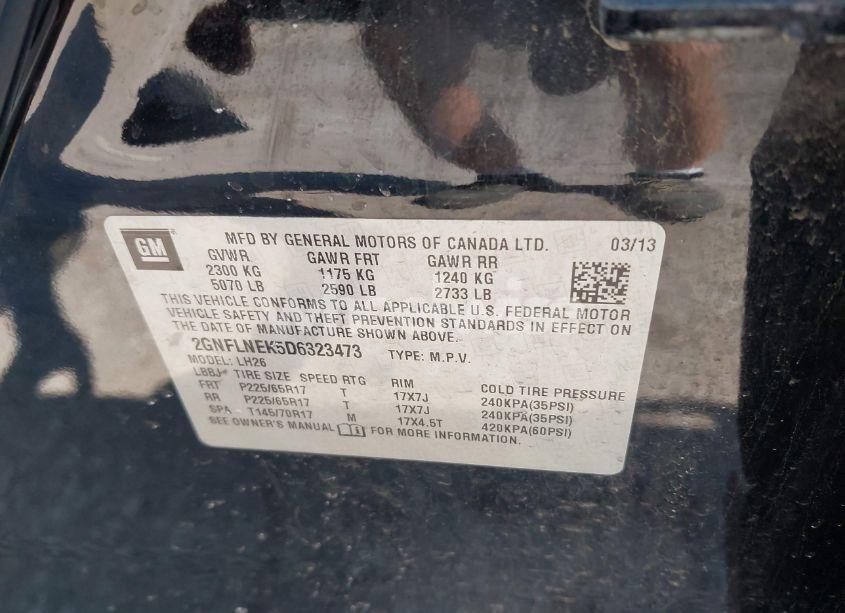 GM
MFD BY GENERAL MOTORS OF CANADA LTD. 03/13
GVWR GAWR FRT GAWR RR
2300 KG 1175 KG 1240 KG
5070 LB 2590 LB 2733 LB
THIS VEHICLE CONFORMS TO ALL APPLICABLE U.S. FEDERAL MOTOR
VEHICLE SAFETY AND THEFT PREVENTION STANDARDS IN EFFECT ON
THE DATE OF MANUFACTURE SHOWN ABOVE.
2GNFLNEK5D6323473 TYPE: M.P.V.
MODEL: LH26
LBBJ TIRE SIZE SPEED RTG RIM COLD TIRE PRESSURE
FRT P225/65R17 T 17X7J 240KPA(35PSI)
RR P225/65R17 T 17X7J 240KPA(35PSI)
SPA T145/70R17 M 17X4.5T 420KPA(60PSI)
SEE OWNER'S MANUAL FOR MORE INFORMATION.